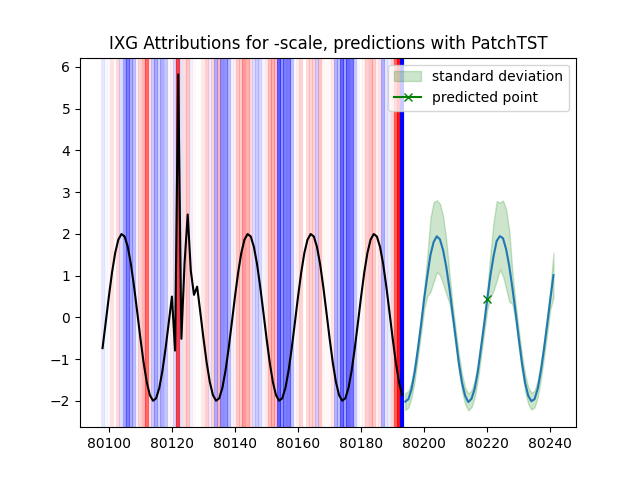 IXG Attributions for -scale, predictions with PatchTST
6
5
4
3
2
1
0
−1
−2
standard deviation
predicted point
80100 80120 80140 80160 80180 80200 80220 80240